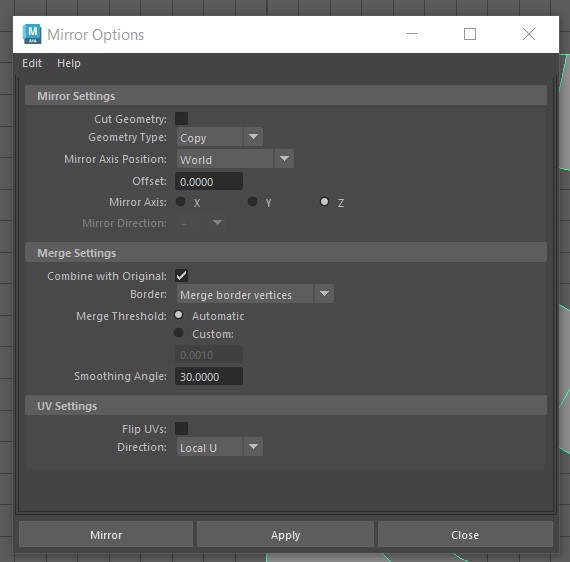 M
AYA
Mirror Options
Edit Help
Mirror Settings
Cut Geometry:
Geometry Type: Copy
Mirror Axis Position: World
Offset: 0.0000
Mirror Axis: X Y Z
Mirror Direction: +
Merge Settings
Combine with Original:
Border: Merge border vertices
Merge Threshold: Automatic
Custom:
0.0010
Smoothing Angle: 30.0000
UV Settings
Flip UVs:
Direction: Local U
Mirror Apply Close